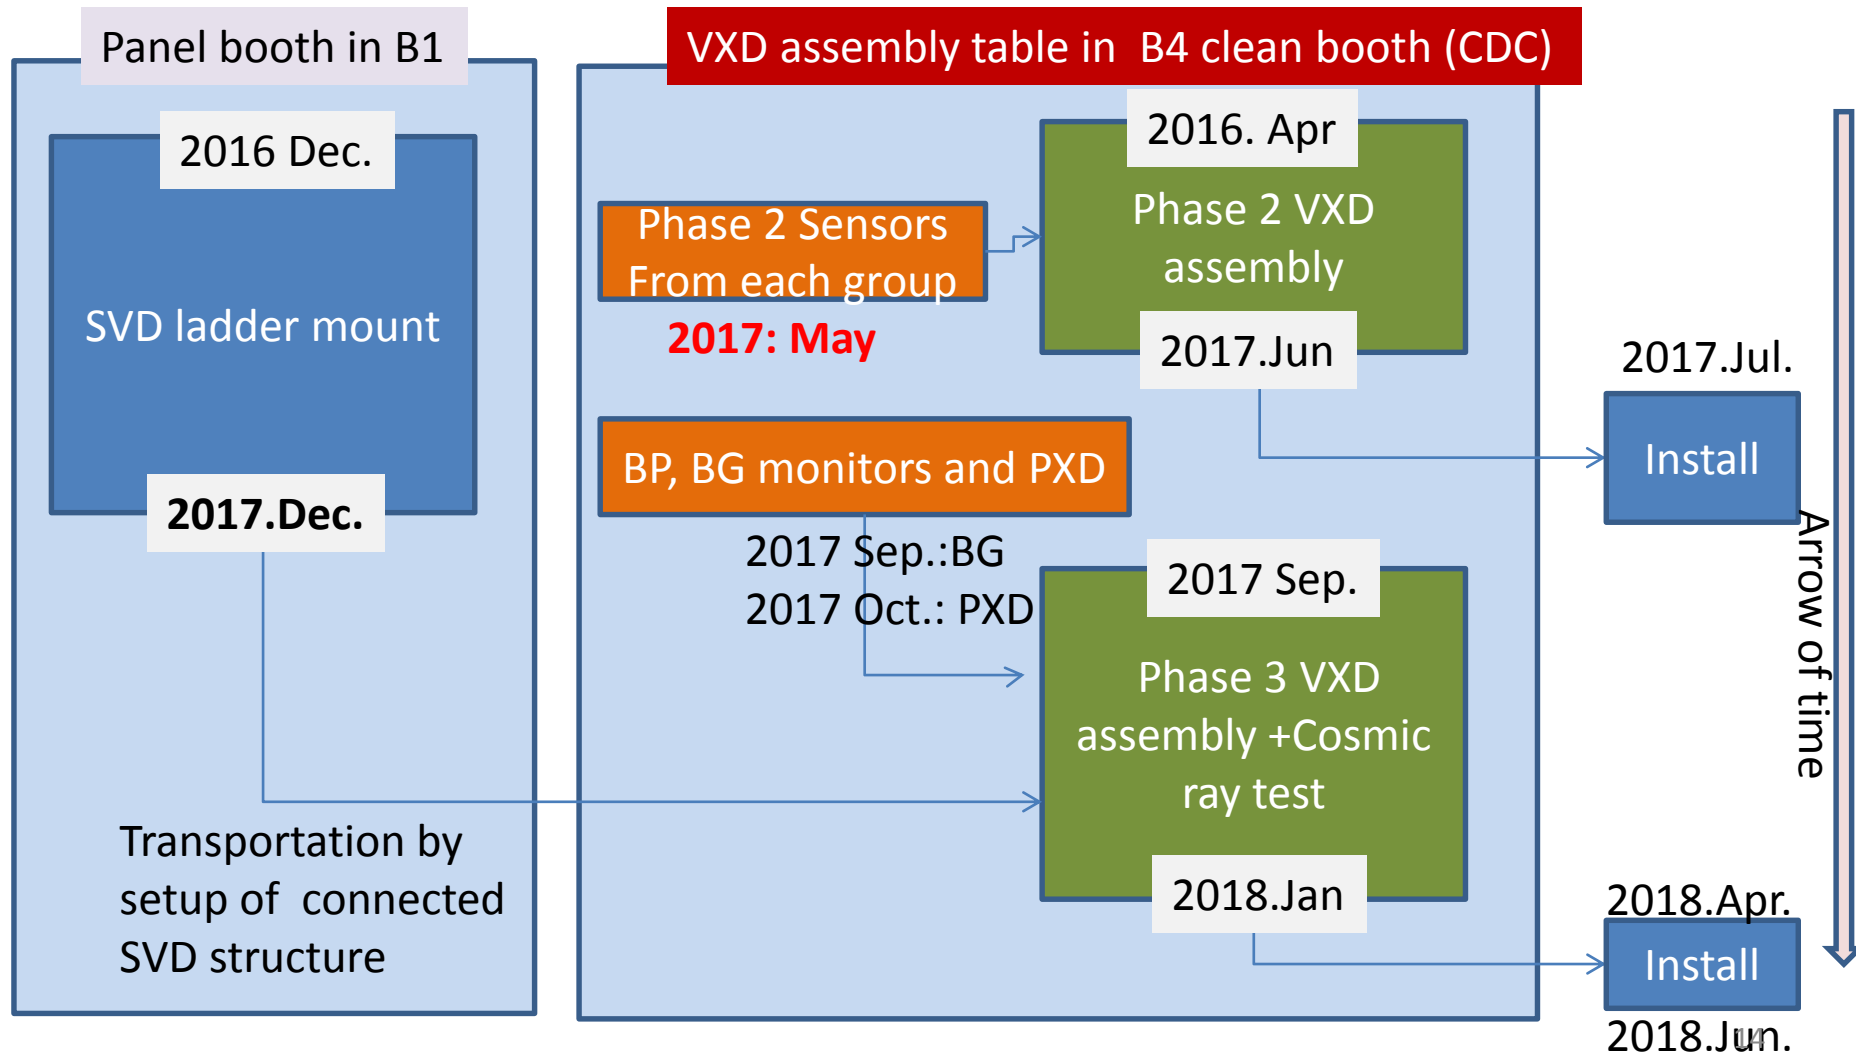 Panel booth in B1
2016 Dec.
SVD ladder mount
2017.Dec.
Transportation by
setup of connected
SVD structure
VXD assembly table in B4 clean booth (CDC)
2016. Apr
Phase 2 VXD
assembly
2017.Jun
Phase 2 Sensors
From each group
2017: May
BP, BG monitors and PXD
2017 Sep.:BG
2017 Oct.: PXD
2017 Sep.
Phase 3 VXD
assembly +Cosmic
ray test
2018.Jan
2017.Jul.
Install
2018.Apr.
Install
2018.Jun.
14
Arrow of time